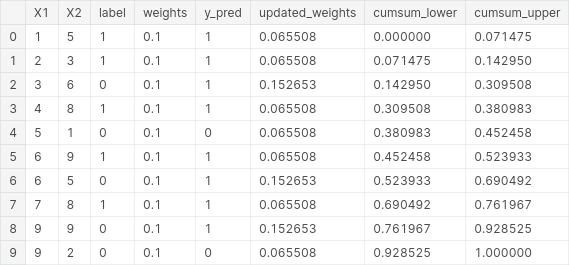 X1 X2 label weights y_pred updated_weights cumsum_lower cumsum_upper
0 1 5 1 0.1 1 0.065508 0.000000 0.071475
1 2 3 1 0.1 1 0.065508 0.071475 0.142950
2 3 6 0 0.1 1 0.152653 0.142950 0.309508
3 4 8 1 0.1 1 0.065508 0.309508 0.380983
4 5 1 0 0.1 0 0.065508 0.380983 0.452458
5 6 9 1 0.1 1 0.065508 0.452458 0.523933
6 6 5 0 0.1 1 0.152653 0.523933 0.690492
7 7 8 1 0.1 1 0.065508 0.690492 0.761967
8 9 9 0 0.1 1 0.152653 0.761967 0.928525
9 9 2 0 0.1 0 0.065508 0.928525 1.000000